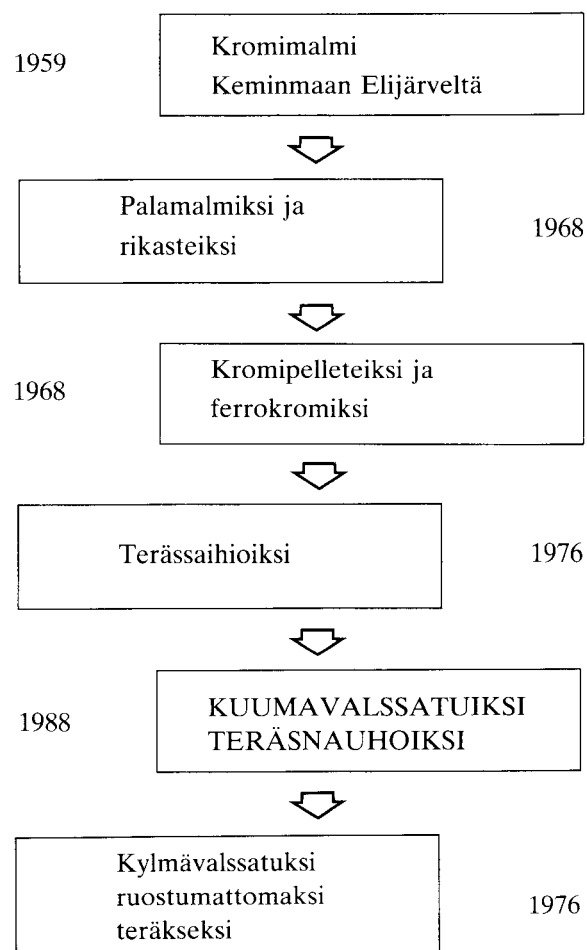 1959
Kromimalmi
Keminmaan Elijärveltä
Palamalmiksi ja
rikasteiksi
1968
1968
Kromipelleteiksi ja
ferrokromiksi
Terässaihioiksi
1976
1988
KUUMAVALSSATUIKSI
TERÄSNAUHOIKSI
Kylmävalssatuksi
ruostumattomaksi
teräkseksi
1976